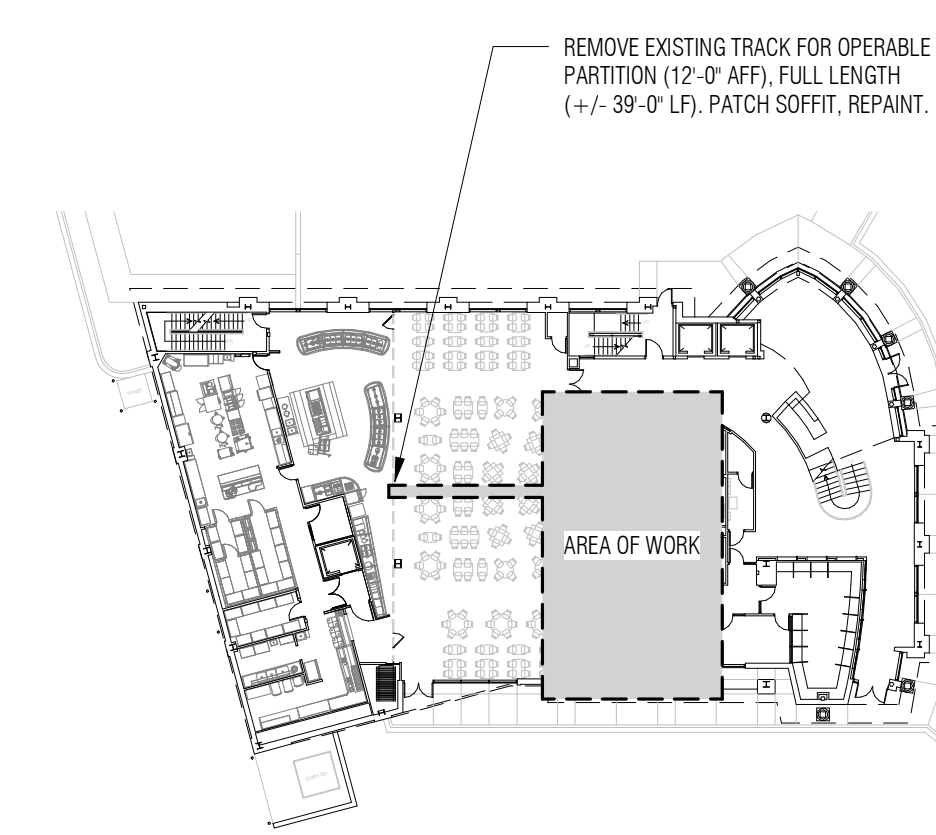 REMOVE EXISTING TRACK FOR OPERABLE
PARTITION (12'-0" AFF), FULL LENGTH
(+/- 39'-0" LF). PATCH SOFFIT, REPAINT.
AREA OF WORK